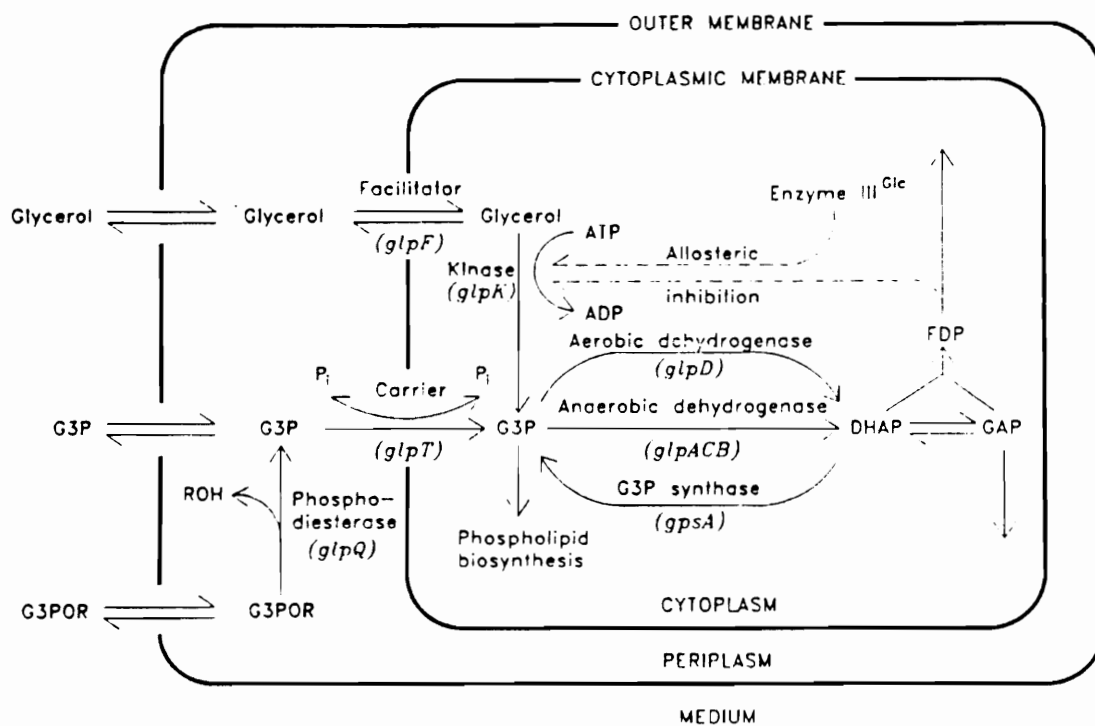 OUTER MEMBRANE
CYTOPLASMIC MEMBRANE
Facilitator
Enzyme III^Glc
Glycerol
Glycerol
Glycerol
(glpF)
ATP
Allosteric
Kinase
(glpK)
inhibition
ADP
FDP
Aerobic dehydrogenase
(glpD)
Pi
Carrier
Pi
Anaerobic dehydrogenase
G3P
G3P
G3P
DHAP
GAP
(glpT)
(glpACB)
G3P synthase
(gpsA)
ROH
Phospho-
diesterase
(glpQ)
Phospholipid
biosynthesis
G3POR
G3POR
CYTOPLASM
PERIPLASM
MEDIUM